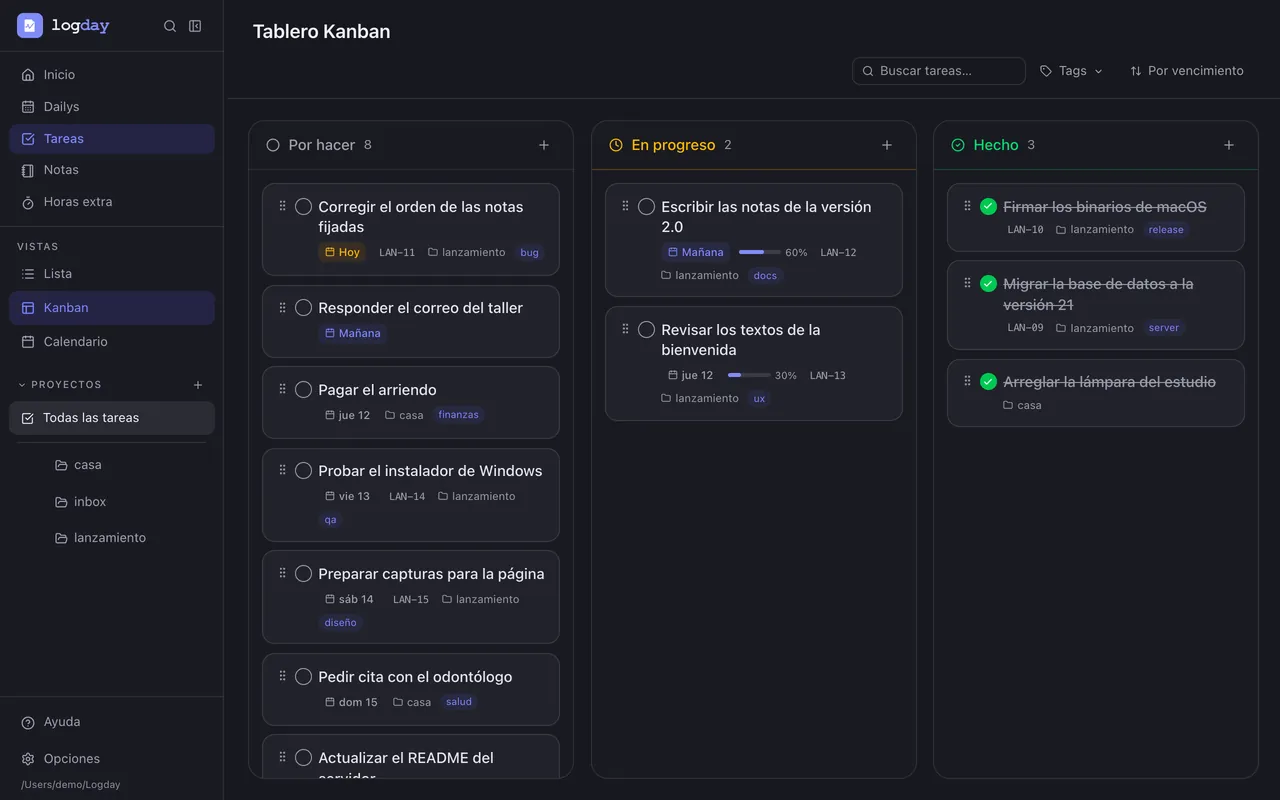 logday
Inicio
Dailys
Tareas
Notas
Horas extra
VISTAS
Lista
Kanban
Calendario
PROYECTOS
Todas las tareas
casa
inbox
lanzamiento
Ayuda
Opciones
/Users/demo/Logday
Tablero Kanban
Buscar tareas...
Tags
Por vencimiento
Por hacer 8
Corregir el orden de las notas
fijadas
Hoy LAN-11 lanzamiento bug
Responder el correo del taller
Mañana
Pagar el arriendo
jue 12 casa finanzas
Probar el instalador de Windows
vie 13 LAN-14 lanzamiento
qa
Preparar capturas para la página
sáb 14 LAN-15 lanzamiento
diseño
Pedir cita con el odontólogo
dom 15 casa salud
Actualizar el README del
servidor
En progreso 2
Escribir las notas de la versión
2.0
Mañana 60% LAN-12
lanzamiento docs
Revisar los textos de la
bienvenida
jue 12 30% LAN-13
lanzamiento ux
Hecho 3
Firmar los binarios de macOS
LAN-10 lanzamiento release
Migrar la base de datos a la
versión 21
LAN-09 lanzamiento server
Arreglar la lámpara del estudio
casa